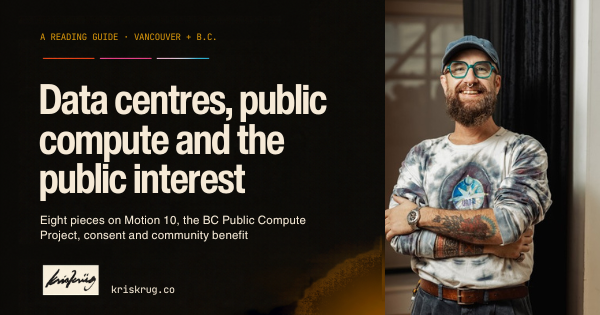 A READING GUIDE · VANCOUVER + B.C.
Data centres, public
compute and the
public interest
Eight pieces on Motion 10, the BC Public Compute
Project, consent and community benefit
kriskrüg
kriskrug.co